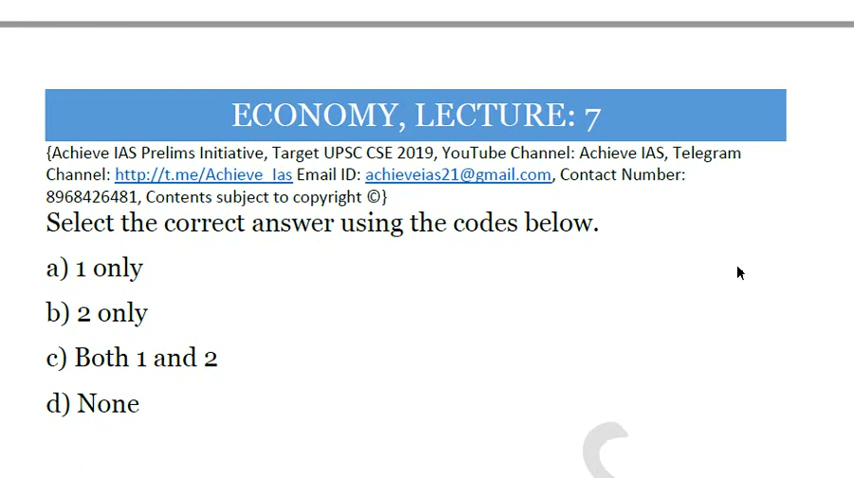 ECONOMY, LECTURE: 7
{Achieve IAS Prelims Initiative, Target UPSC CSE 2019, YouTube Channel: Achieve IAS, Telegram
Channel: http://t.me/Achieve_Ias Email ID: achieveias21@gmail.com, Contact Number:
8968426481, Contents subject to copyright ©}
Select the correct answer using the codes below.
a) 1 only
b) 2 only
c) Both 1 and 2
d) None